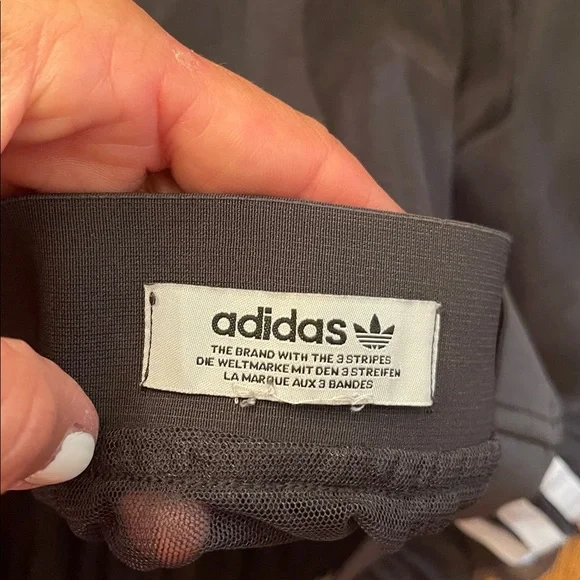 adidas
THE BRAND WITH THE 3 STRIPES
DIE WELTMARKE MIT DEN 3 STREIFEN
LA MARQUE AUX 3 BANDES